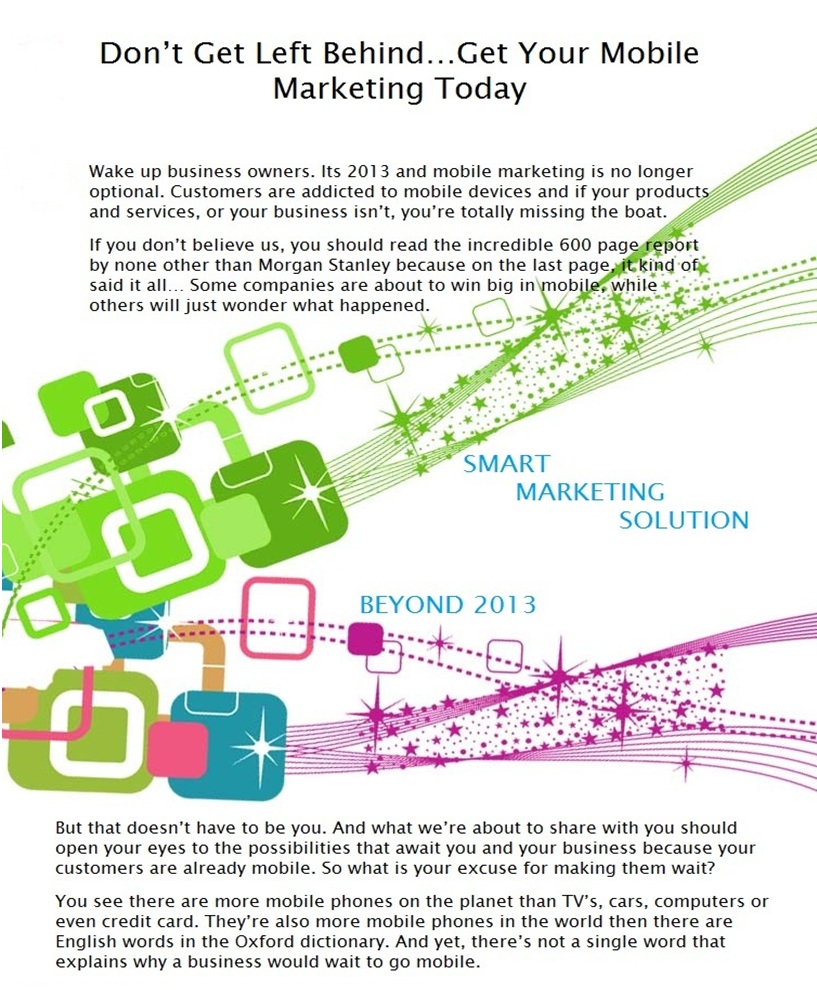 Don’t Get Left Behind…Get Your Mobile
Marketing Today
Wake up business owners. Its 2013 and mobile marketing is no longer
optional. Customers are addicted to mobile devices and if your products
and services, or your business isn’t, you’re totally missing the boat.
If you don’t believe us, you should read the incredible 600 page report
by none other than Morgan Stanley because on the last page, it kind of
said it all… Some companies are about to win big in mobile, while
others will just wonder what happened.
SMART
MARKETING
SOLUTION
BEYOND 2013
But that doesn’t have to be you. And what we’re about to share with you should
open your eyes to the possibilities that await you and your business because your
customers are already mobile. So what is your excuse for making them wait?
You see there are more mobile phones on the planet than TV’s, cars, computers or
even credit card. They’re also more mobile phones in the world then there are
English words in the Oxford dictionary. And yet, there’s not a single word that
explains why a business would wait to go mobile.